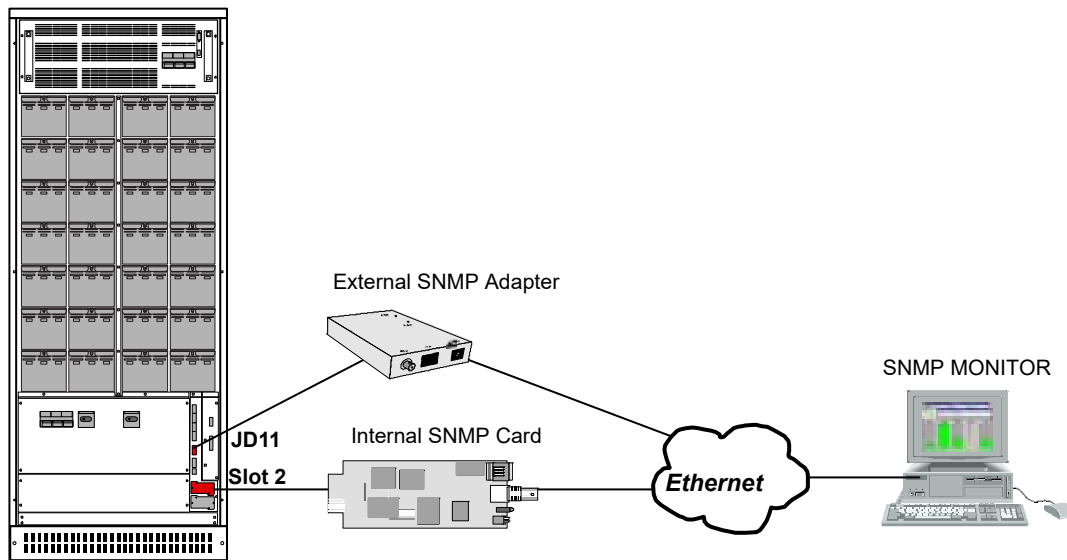 External SNMP Adapter
SNMP MONITOR
JD11
Internal SNMP Card
Slot 2
Ethernet